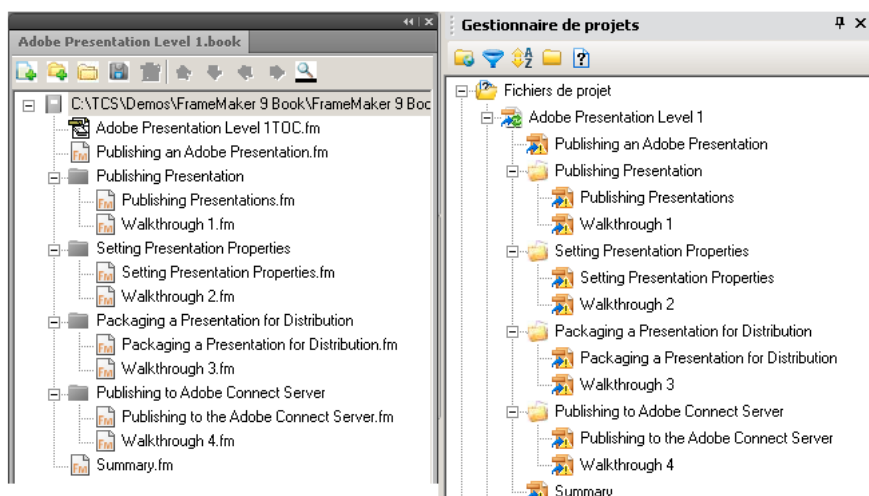 Adobe Presentation Level 1.book
C:\TCS\Demos\FrameMaker 9 Book\FrameMaker 9 Boo
Adobe Presentation Level 1TOC.fm
Publishing an Adobe Presentation.fm
Publishing Presentation
Publishing Presentations.fm
Walkthrough 1.fm
Setting Presentation Properties
Setting Presentation Properties.fm
Walkthrough 2.fm
Packaging a Presentation for Distribution
Packaging a Presentation for Distribution.fm
Walkthrough 3.fm
Publishing to Adobe Connect Server
Publishing to the Adobe Connect Server.fm
Walkthrough 4.fm
Summary.fm
Gestionnaire de projets
Fichiers de projet
Adobe Presentation Level 1
Publishing an Adobe Presentation
Publishing Presentation
Publishing Presentations
Walkthrough 1
Setting Presentation Properties
Setting Presentation Properties
Walkthrough 2
Packaging a Presentation for Distribution
Packaging a Presentation for Distribution
Walkthrough 3
Publishing to Adobe Connect Server
Publishing to the Adobe Connect Server
Walkthrough 4
Summary